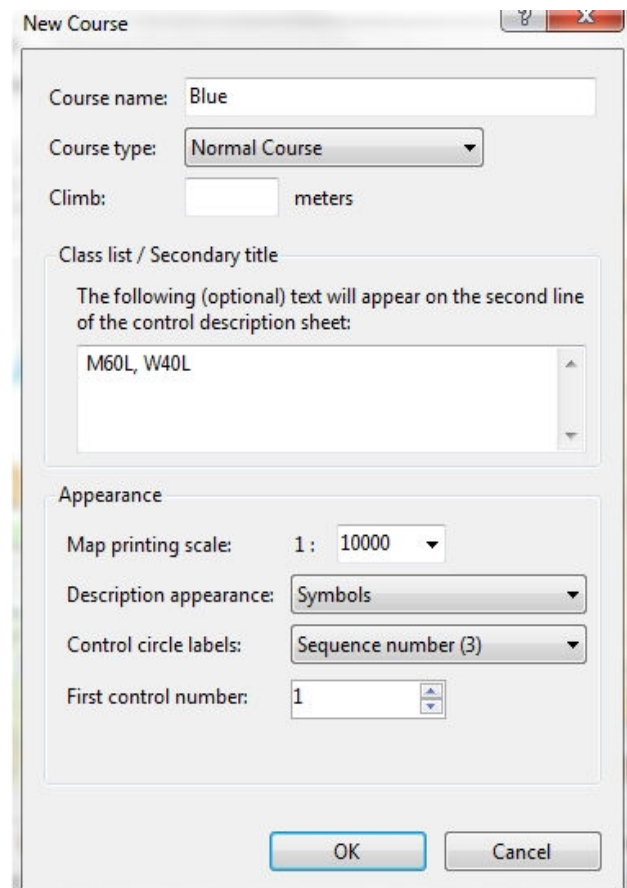 New Course
Course name: Blue
Course type: Normal Course
Climb: meters
Class list / Secondary title
The following (optional) text will appear on the second line
of the control description sheet:
M60L, W40L
Appearance
Map printing scale: 1 : 10000
Description appearance: Symbols
Control circle labels: Sequence number (3)
First control number: 1
OK Cancel